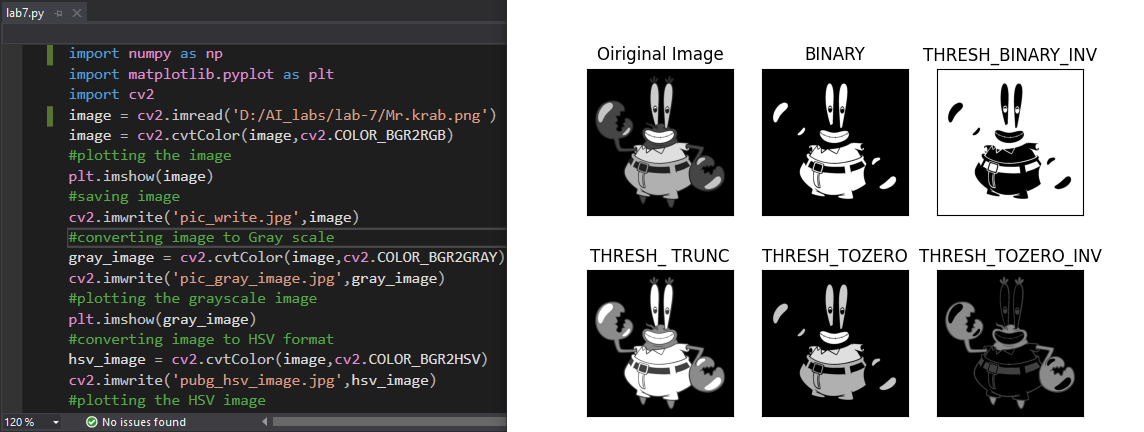 lab7.py
import numpy as np
import matplotlib.pyplot as plt
import cv2
image = cv2.imread('D:/AI_labs/lab-7/Mr.krab.png')
image = cv2.cvtColor(image,cv2.COLOR_BGR2RGB)
#plotting the image
plt.imshow(image)
#saving image
cv2.imwrite('pic_write.jpg',image)
#converting image to Gray scale
gray_image = cv2.cvtColor(image,cv2.COLOR_BGR2GRAY)
cv2.imwrite('pic_gray_image.jpg',gray_image)
#plotting the grayscale image
plt.imshow(gray_image)
#converting image to HSV format
hsv_image = cv2.cvtColor(image,cv2.COLOR_BGR2HSV)
cv2.imwrite('pubg_hsv_image.jpg',hsv_image)
#plotting the HSV image
120 %
No issues found
Oiriginal Image
BINARY
THRESH_BINARY_INV
THRESH_ TRUNC
THRESH_TOZERO
THRESH_TOZERO_INV